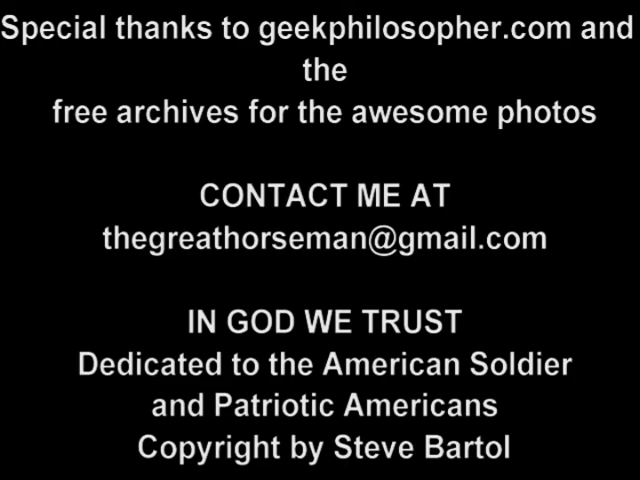 Special thanks to geekphilosopher.com and
the
free archives for the awesome photos
CONTACT ME AT
thegreathorseman@gmail.com
IN GOD WE TRUST
Dedicated to the American Soldier
and Patriotic Americans
Copyright by Steve Bartol